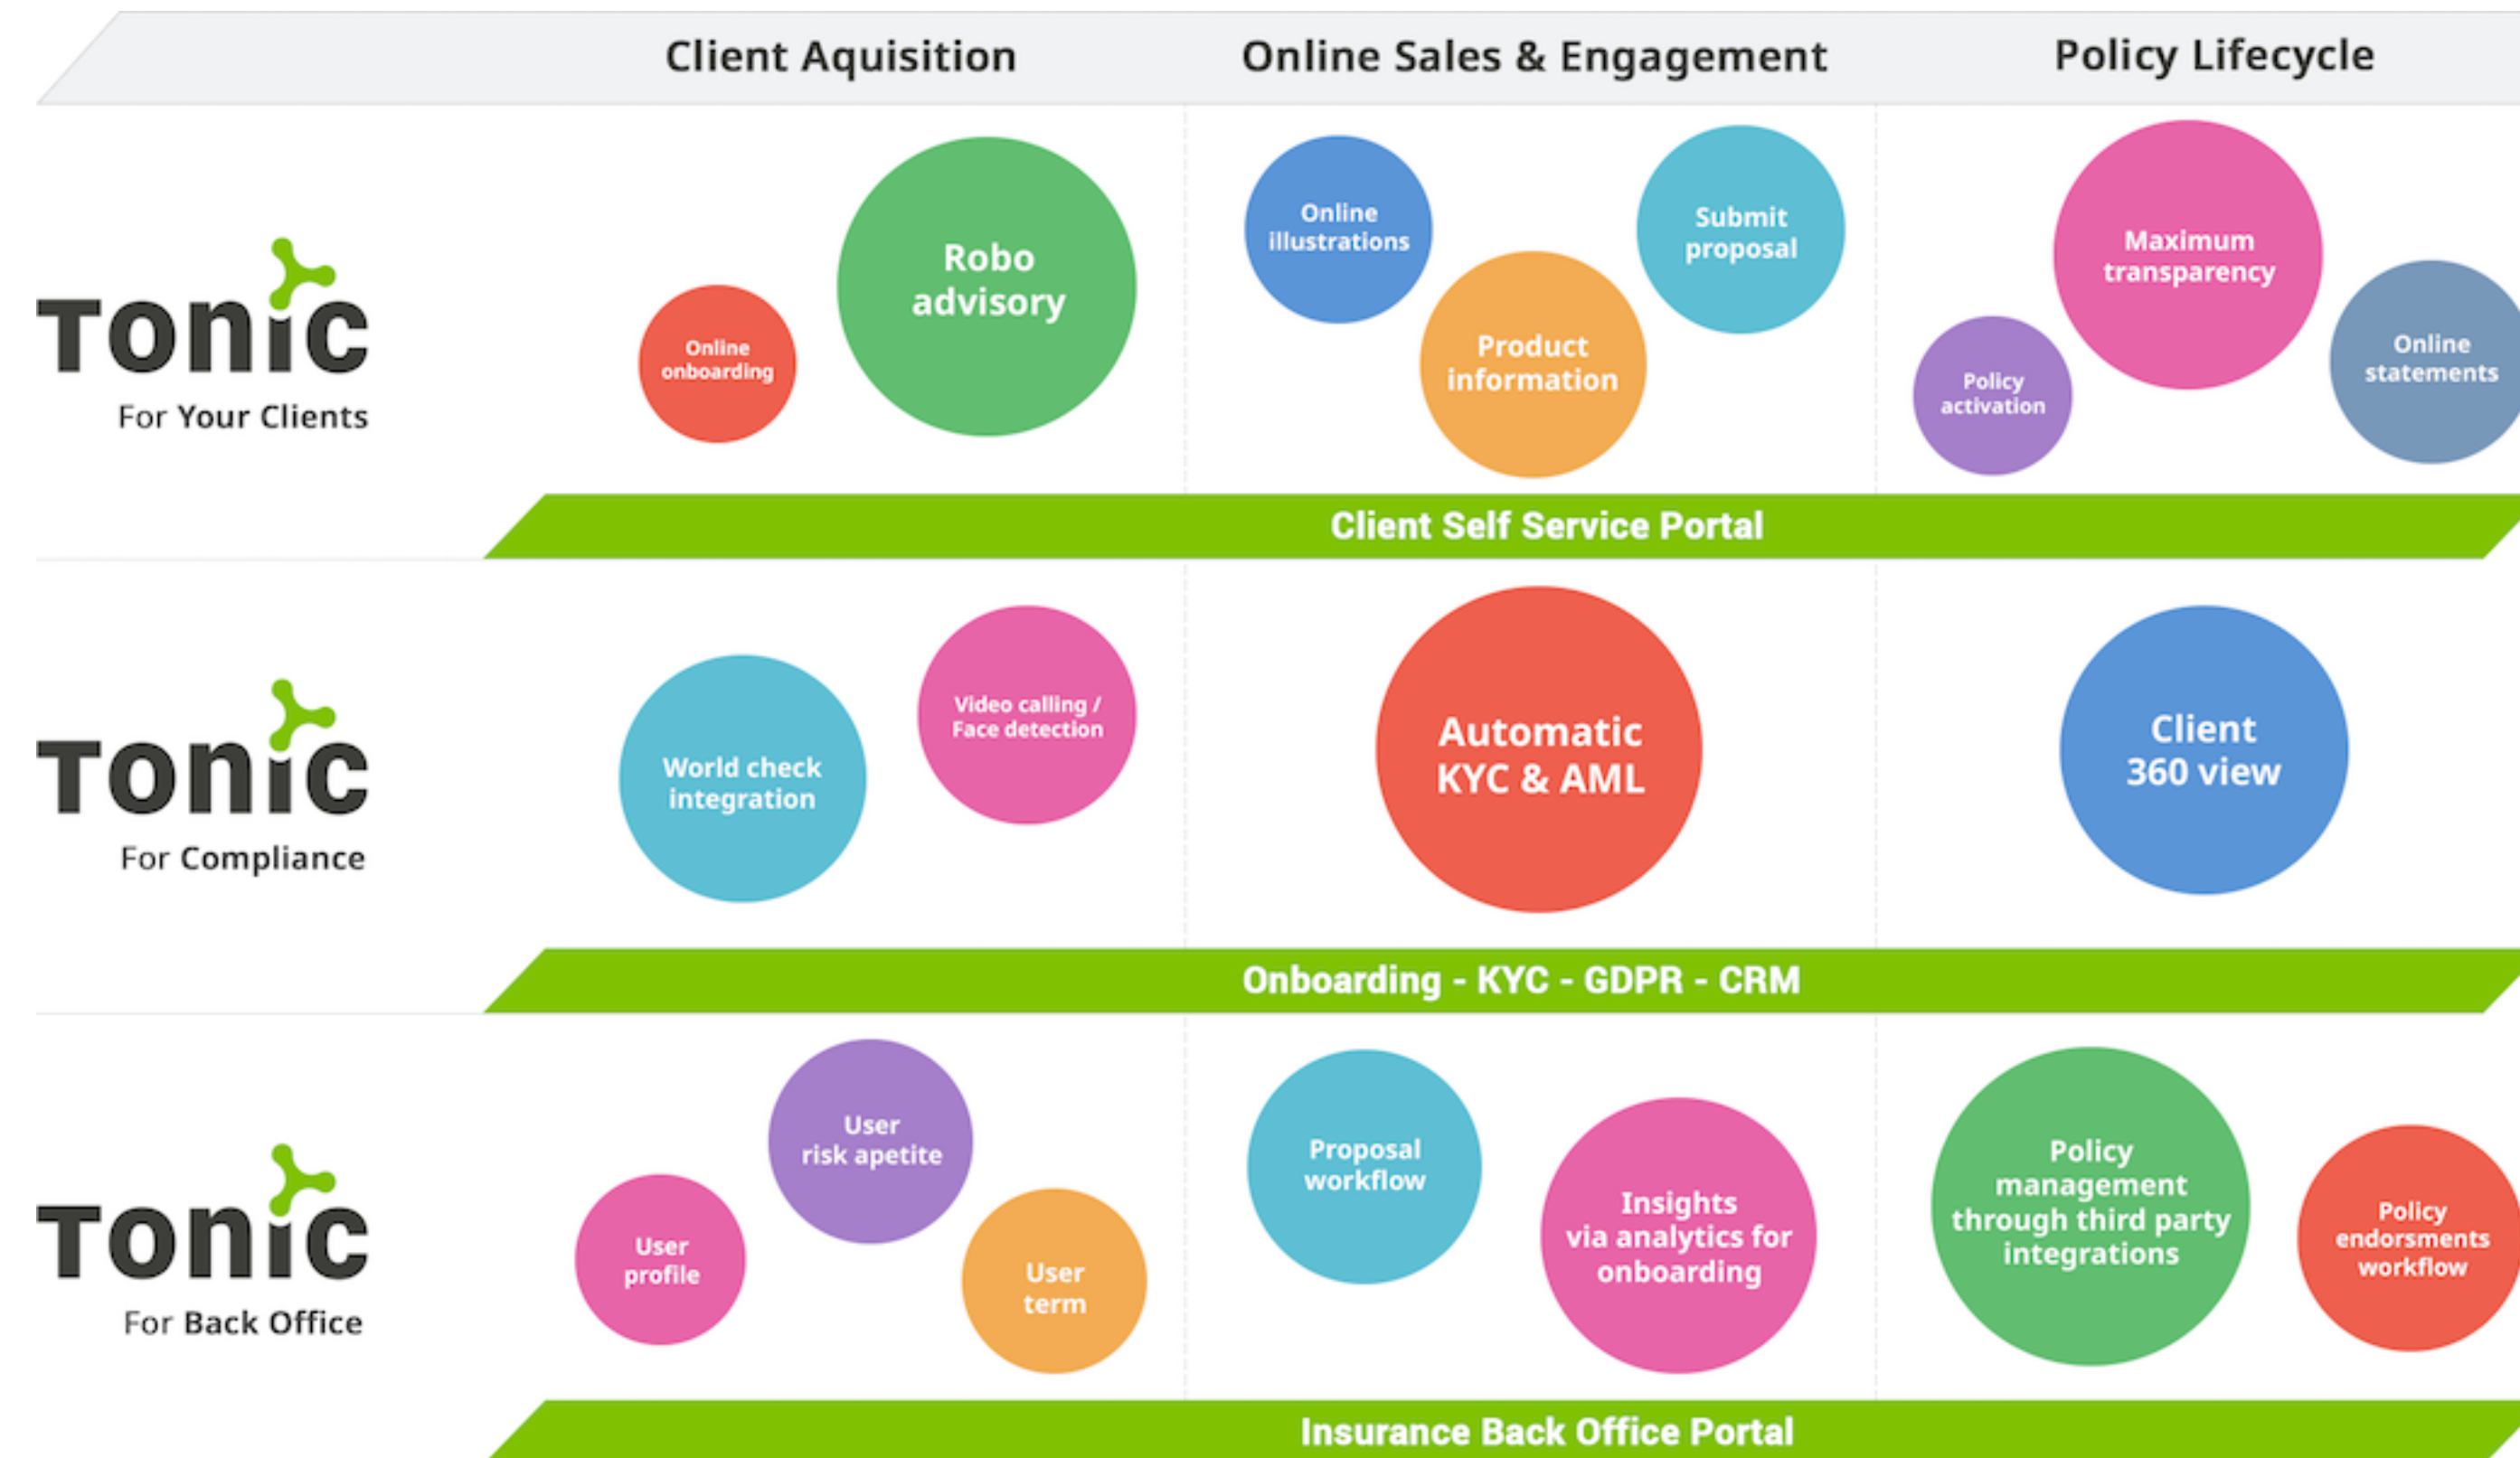 Client Aquisition
Online Sales & Engagement
Policy Lifecycle
Tonic
For Your Clients
Online
onboarding
Robo
advisory
Online
illustrations
Product
information
Submit
proposal
Policy
activation
Maximum
transparency
Online
statements
Client Self Service Portal
Tonic
For Compliance
World check
integration
Video calling /
Face detection
Automatic
KYC & AML
Client
360 view
Onboarding - KYC - GDPR - CRM
Tonic
For Back Office
User
profile
User
risk apetite
User
term
Proposal
workflow
Insights
via analytics for
onboarding
Policy
management
through third party
integrations
Policy
endorsments
workflow
Insurance Back Office Portal